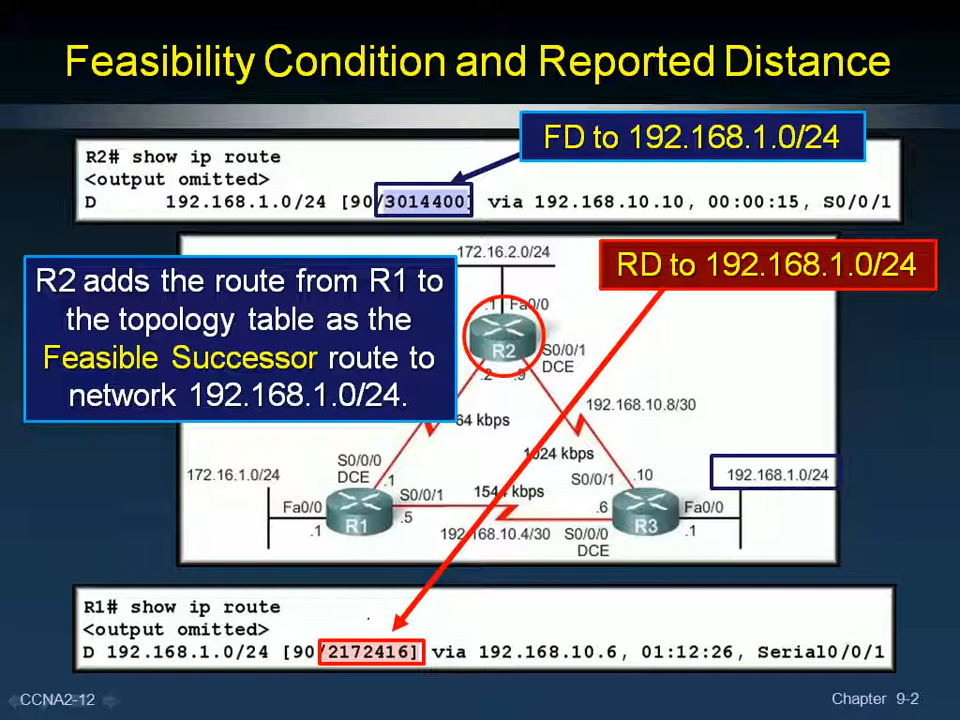 Feasibility Condition and Reported Distance
FD to 192.168.1.0/24
R2# show ip route
<output omitted>
D 192.168.1.0/24 [90/3014400] via 192.168.10.10, 00:00:15, S0/0/1
RD to 192.168.1.0/24
R2 adds the route from R1 to
the topology table as the
Feasible Successor route to
network 192.168.1.0/24.
172.16.2.0/24
.1 Fa0/0
R2
S0/0/1
DCE
.2 .9
192.168.10.8/30
64 kbps
1024 kbps
172.16.1.0/24
S0/0/0
DCE
.1
S0/0/1
.10
192.168.1.0/24
Fa0/0
.1
R1
S0/0/1
.5
1544 kbps
.6
R3
Fa0/0
.1
192.168.10.4/30
S0/0/0
DCE
R1# show ip route
<output omitted>
D 192.168.1.0/24 [90/2172416] via 192.168.10.6, 01:12:26, Serial0/0/1
CCNA2-12
Chapter 9-2